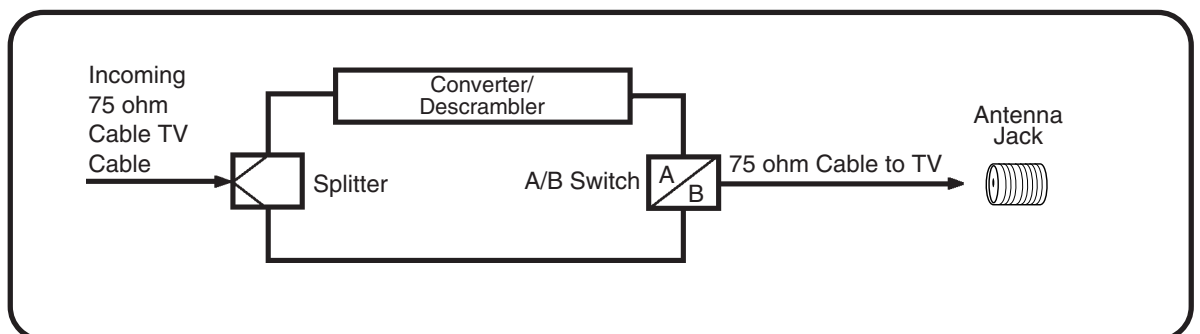 Incoming
75 ohm
Cable TV
Cable
Converter/
Descrambler
Splitter
A/B Switch
A
B
75 ohm Cable to TV
Antenna
Jack